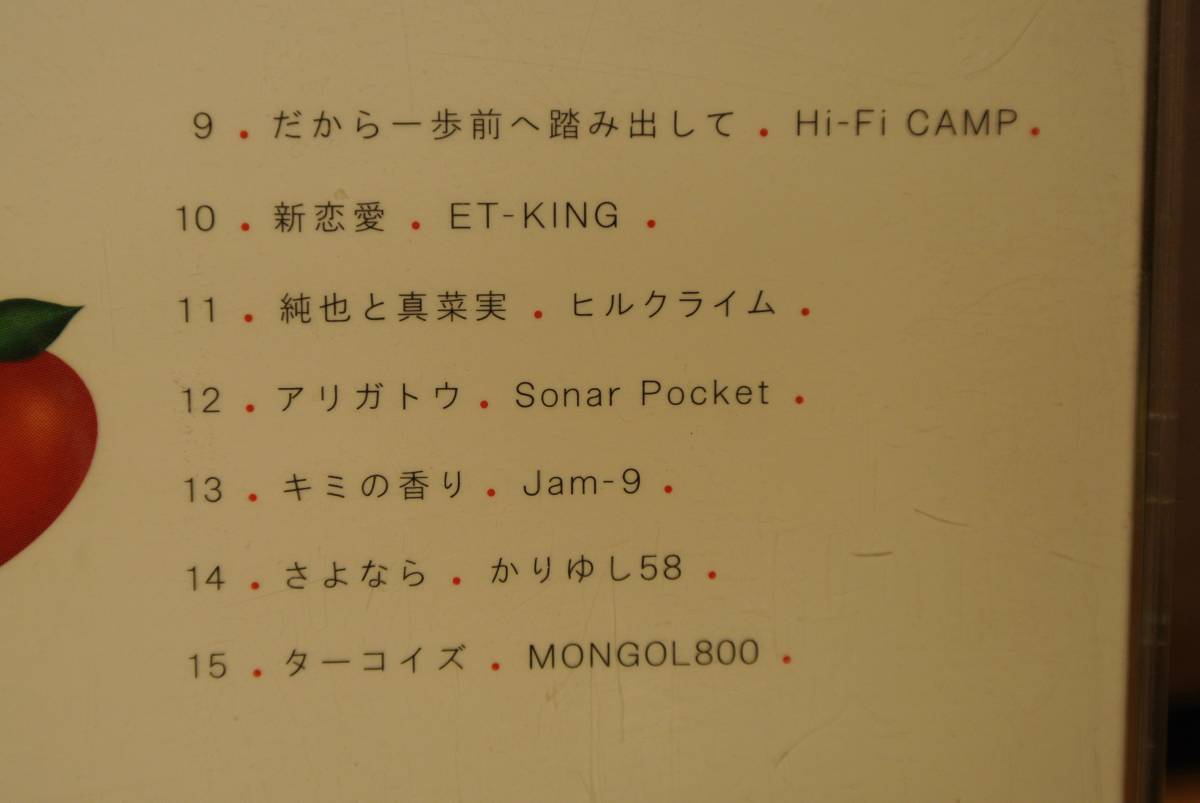 9 . だから一歩前へ踏み出して . Hi-Fi CAMP .
10 . 新恋愛 . ET-KING .
11 . 純也と真菜実 . ヒルクライム .
12 . アリガトウ . Sonar Pocket .
13 . キミの香り . Jam-9 .
14 . さよなら . かりゆし58 .
15 . ターコイズ . MONGOL800 .